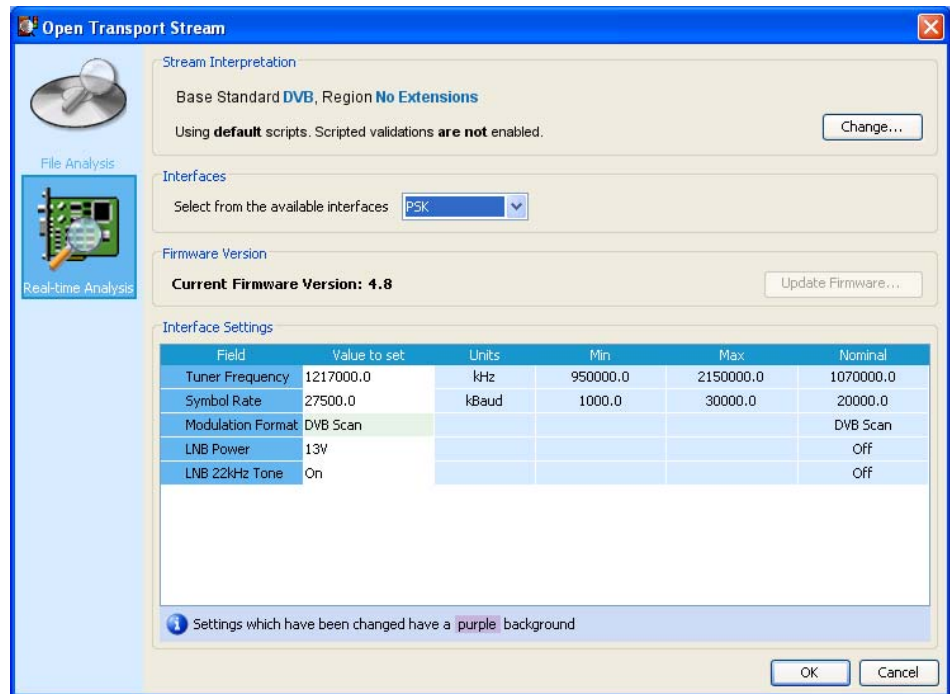 Open Transport Stream
File Analysis
Real-time Analysis
Stream Interpretation
Base Standard DVB, Region No Extensions
Using default scripts. Scripted validations are not enabled.
Change...
Interfaces
Select from the available interfaces PSK
Firmware Version
Current Firmware Version: 4.8
Update Firmware...
Interface Settings
Field Value to set Units Min Max Nominal
Tuner Frequency 1217000.0 kHz 950000.0 2150000.0 1070000.0
Symbol Rate 27500.0 kBaud 1000.0 30000.0 20000.0
Modulation Format DVB Scan DVB Scan
LNB Power 13V Off
LNB 22kHz Tone On Off
Settings which have been changed have a purple background
OK Cancel